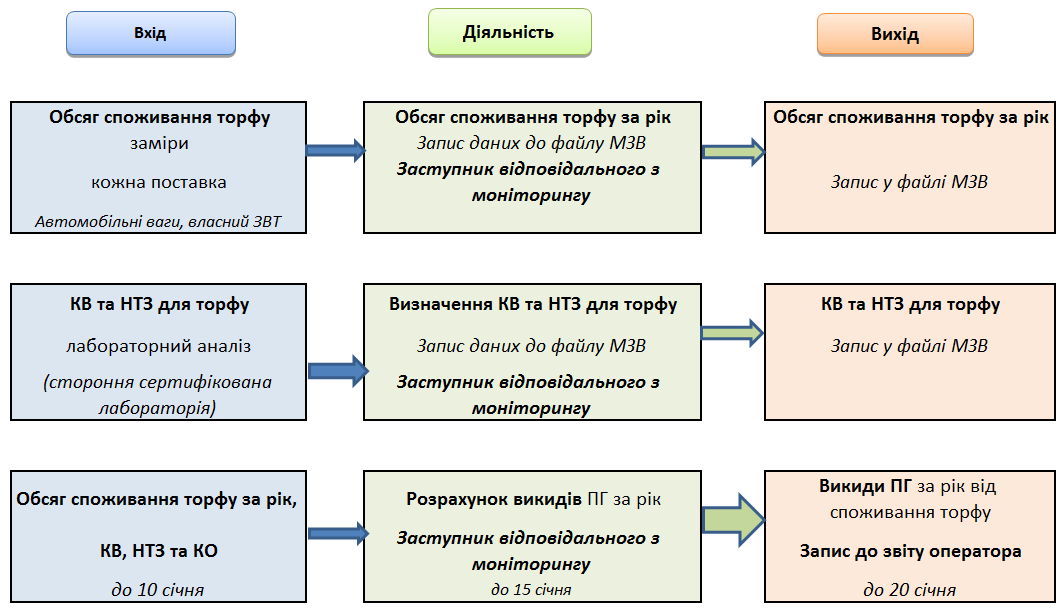 Вхід
Діяльність
Вихід
Обсяг споживання торфу
заміри
кожна поставка
Автомобільні ваги, власний ЗВТ
Обсяг споживання торфу за рік
Запис даних до файлу МЗВ
Заступник відповідального з
моніторингу
Обсяг споживання торфу за рік
Запис у файлі МЗВ
КВ та НТЗ для торфу
лабораторний аналіз
(стороння сертифікована
лабораторія)
Визначення КВ та НТЗ для торфу
Запис даних до файлу МЗВ
Заступник відповідального з
моніторингу
КВ та НТЗ для торфу
Запис у файлі МЗВ
Обсяг споживання торфу за рік,
КВ, НТЗ та КО
до 10 січня
Розрахунок викидів ПГ за рік
Заступник відповідального з
моніторингу
до 15 січня
Викиди ПГ за рік від
споживання торфу
Запис до звіту оператора
до 20 січня